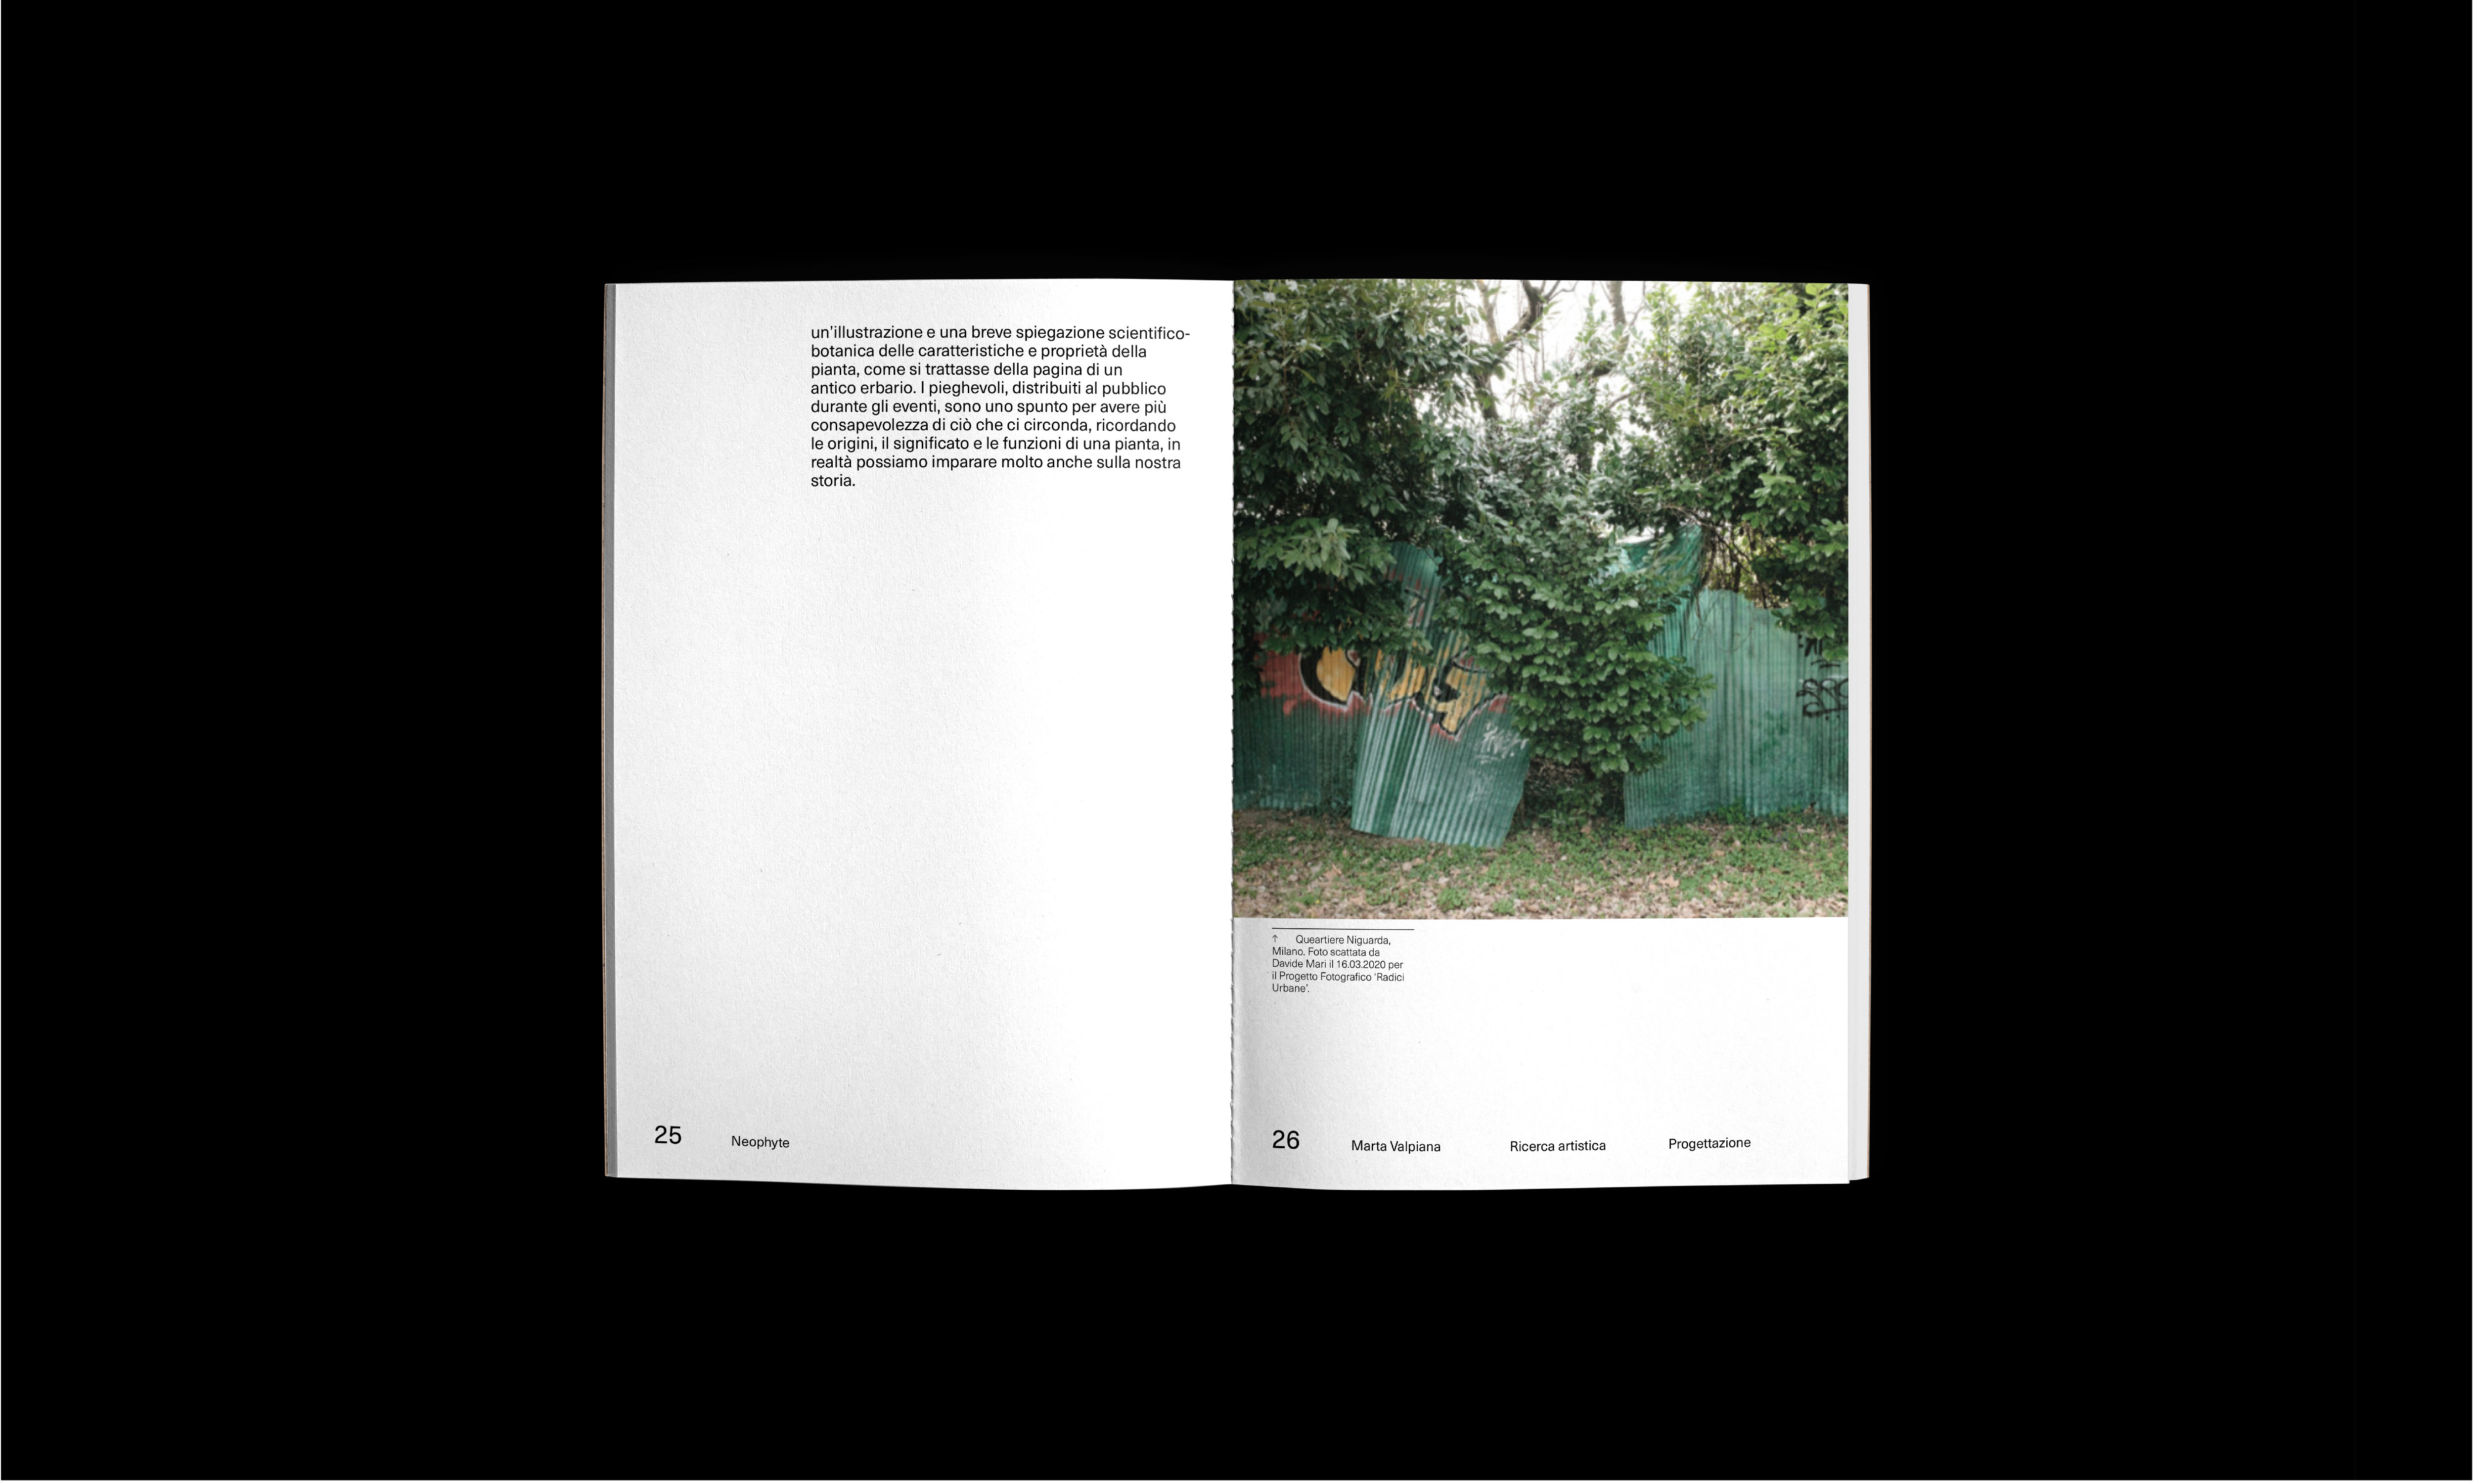 un'illustrazione e una breve spiegazione scientifico-
botanica delle caratteristiche e proprietà della
pianta, come si trattasse della pagina di un
antico erbario. I pieghevoli, distribuiti al pubblico
durante gli eventi, sono uno spunto per avere più
consapevolezza di ciò che ci circonda, ricordando
le origini, il significato e le funzioni di una pianta, in
realtà possiamo imparare molto anche sulla nostra
storia.
25 Neophyte
↑ Queartiere Niguarda,
Milano. Foto scattata da
Davide Mari il 16.03.2020 per
il Progetto Fotografico 'Radici
Urbane'.
26 Marta Valpiana Ricerca artistica Progettazione